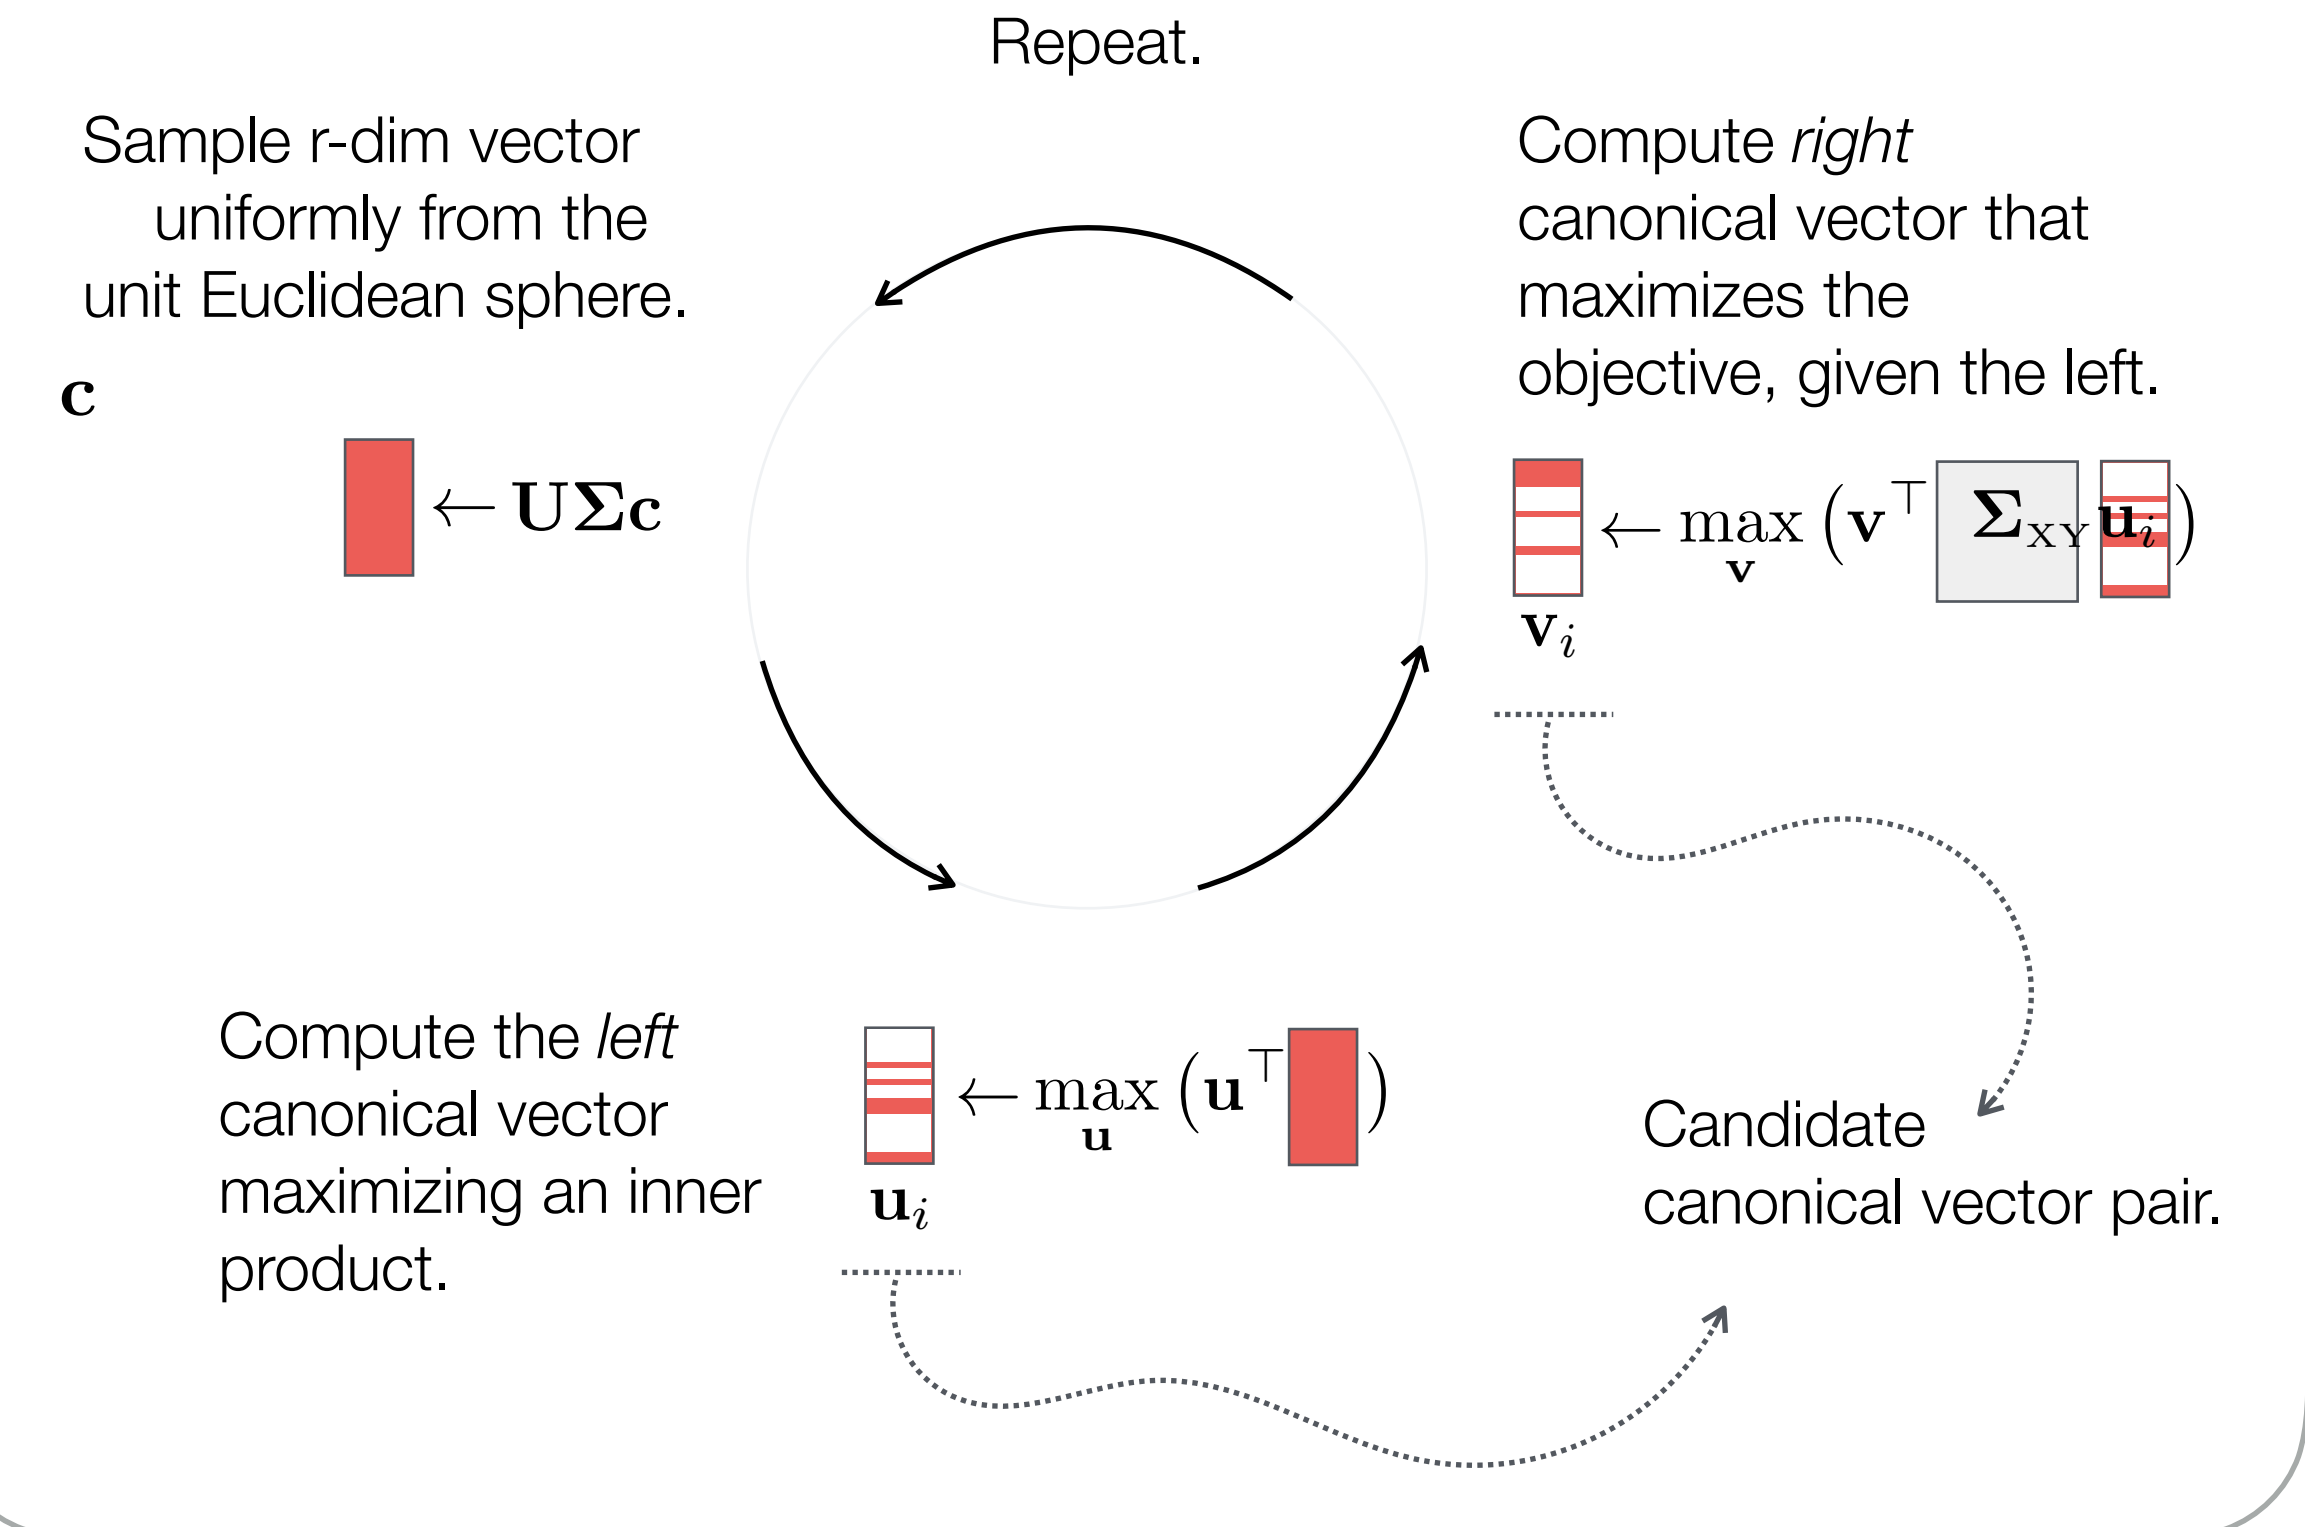 Repeat.
Sample r-dim vector
uniformly from the
unit Euclidean sphere.
c
← UΣc
Compute right
canonical vector that
maximizes the
objective, given the left.
← max (v⊤ Σ_XY u_i)
v
v_i
Compute the left
canonical vector
maximizing an inner
product.
← max (u⊤ )
u
u_i
Candidate
canonical vector pair.